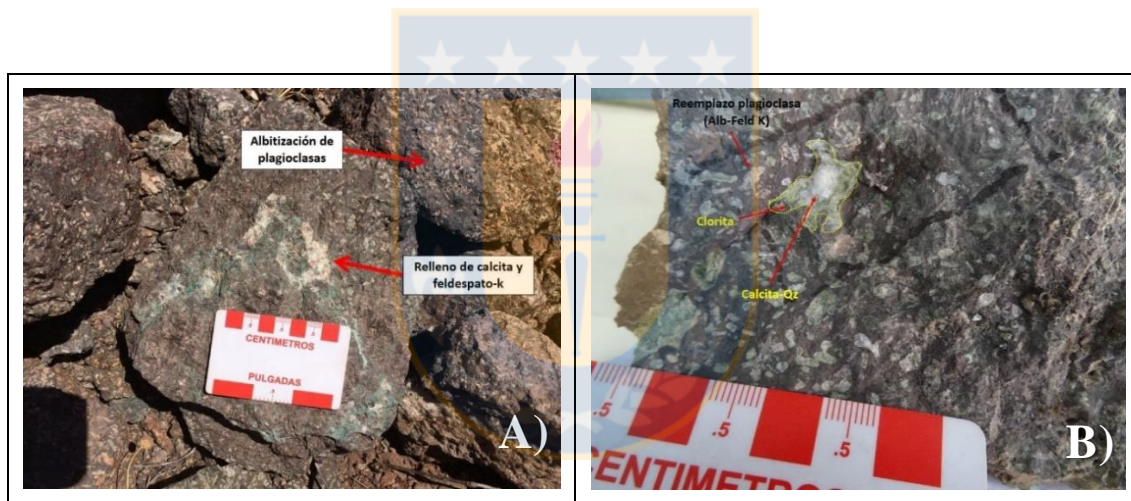 Albitización de
plagioclasas
Relleno de calcita y
feldespato-k
CENTIMETROS
PULGADAS
A)
Reemplazo plagioclasa
(Alb-Feld K)
Clorita
Calcita-Qz
.5
.5
.5
CENTIMETRO
B)